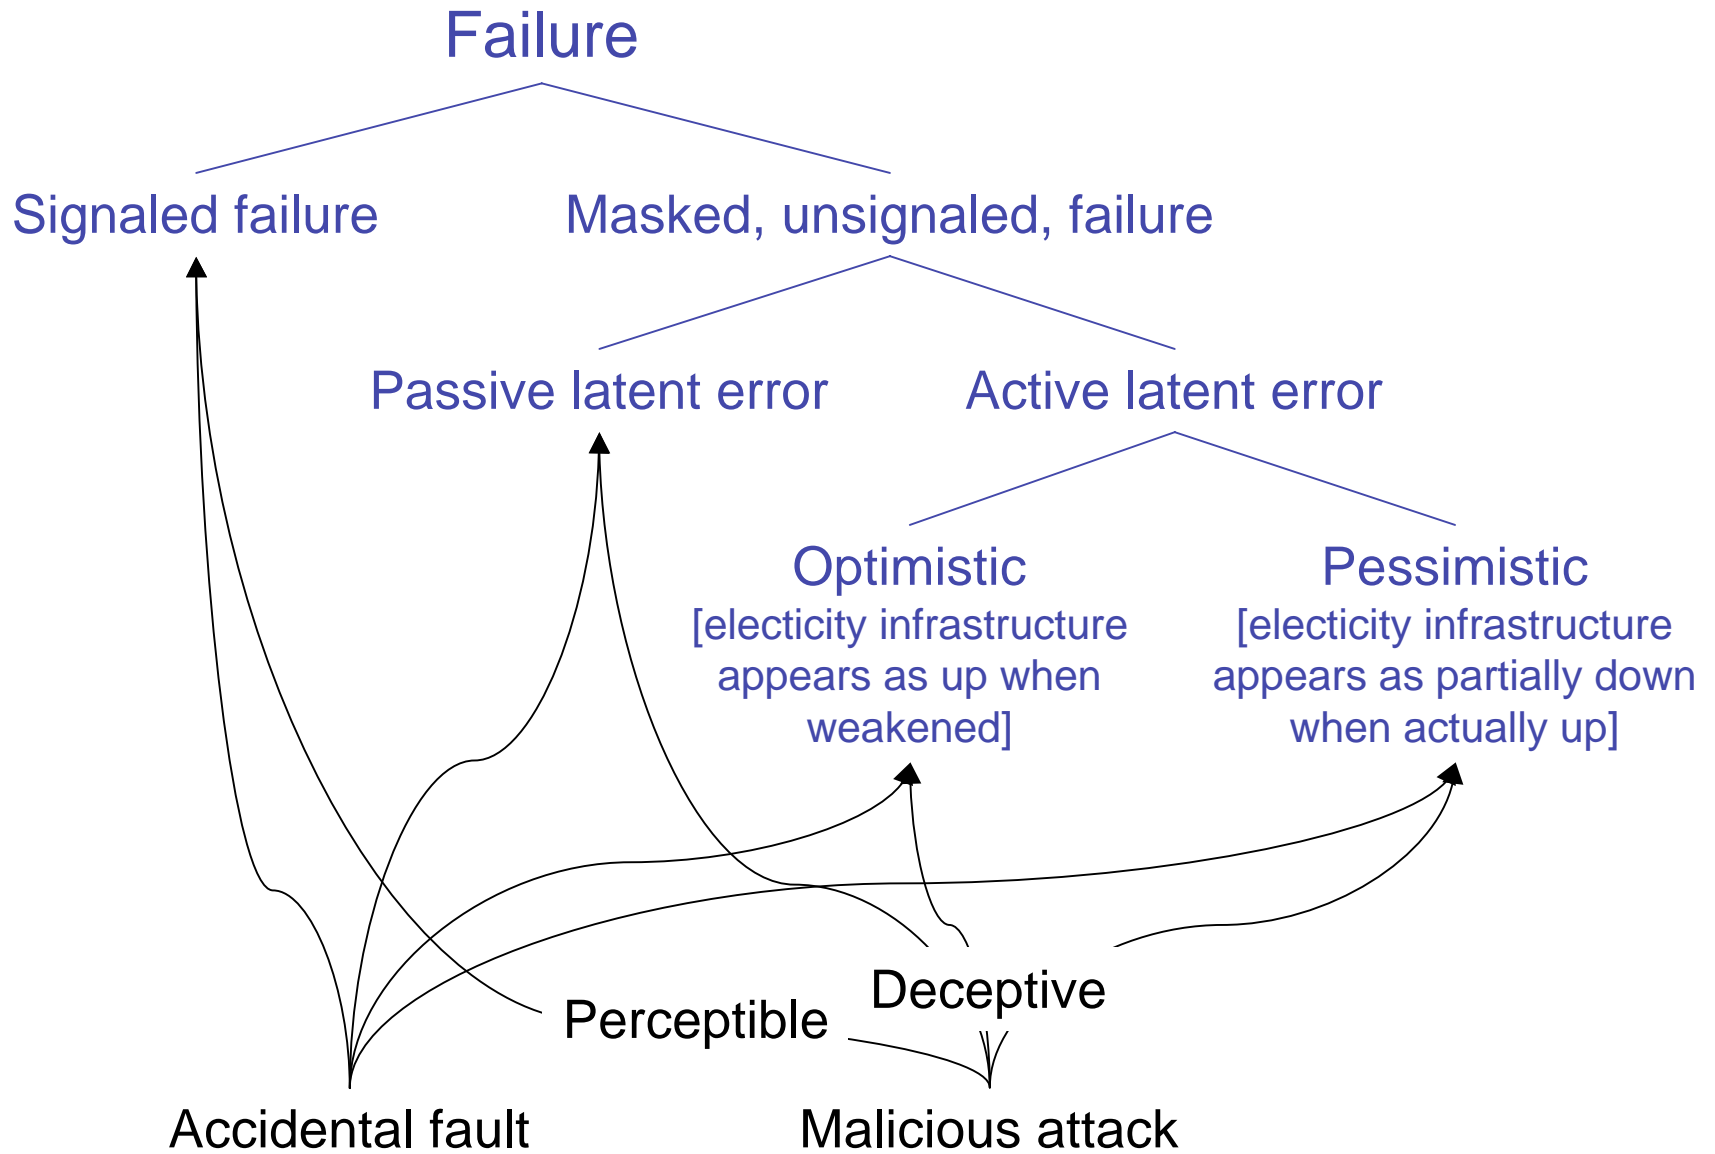 Failure
Signaled failure
Masked, unsignaled, failure
Passive latent error
Active latent error
Optimistic
[electicity infrastructure
appears as up when
weakened]
Pessimistic
[electicity infrastructure
appears as partially down
when actually up]
Deceptive
Perceptible
Accidental fault
Malicious attack